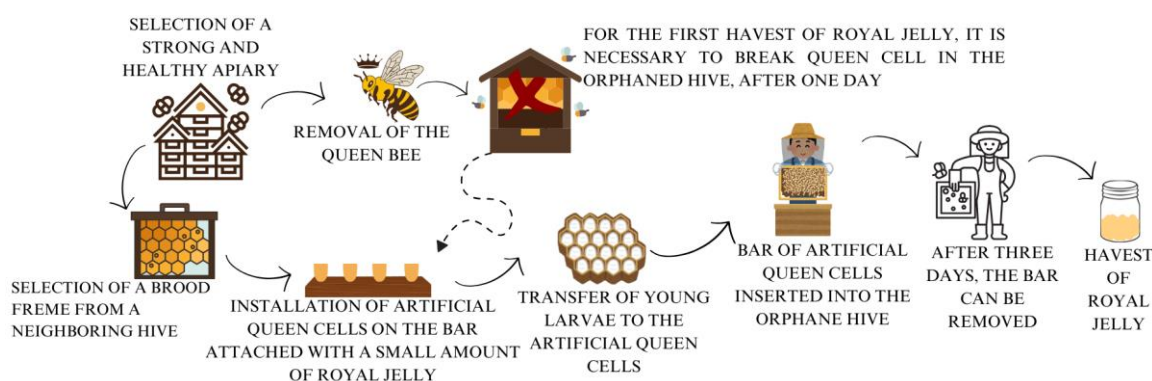 SELECTION OF A
STRONG AND
HEALTHY APIARY
REMOVAL OF THE
QUEEN BEE
FOR THE FIRST HAVEST OF ROYAL JELLY, IT IS
NECESSARY TO BREAK QUEEN CELL IN THE
ORPHANED HIVE, AFTER ONE DAY
SELECTION OF A BROOD
FREME FROM A
NEIGHBORING HIVE
INSTALLATION OF ARTIFICIAL
QUEEN CELLS ON THE BAR
ATTACHED WITH A SMALL AMOUNT
OF ROYAL JELLY
TRANSFER OF YOUNG
LARVAE TO THE
ARTIFICIAL QUEEN
CELLS
BAR OF ARTIFICIAL
QUEEN CELLS
INSERTED INTO THE
ORPHANE HIVE
AFTER THREE
DAYS, THE BAR
CAN BE
REMOVED
HAVEST
OF
ROYAL
JELLY